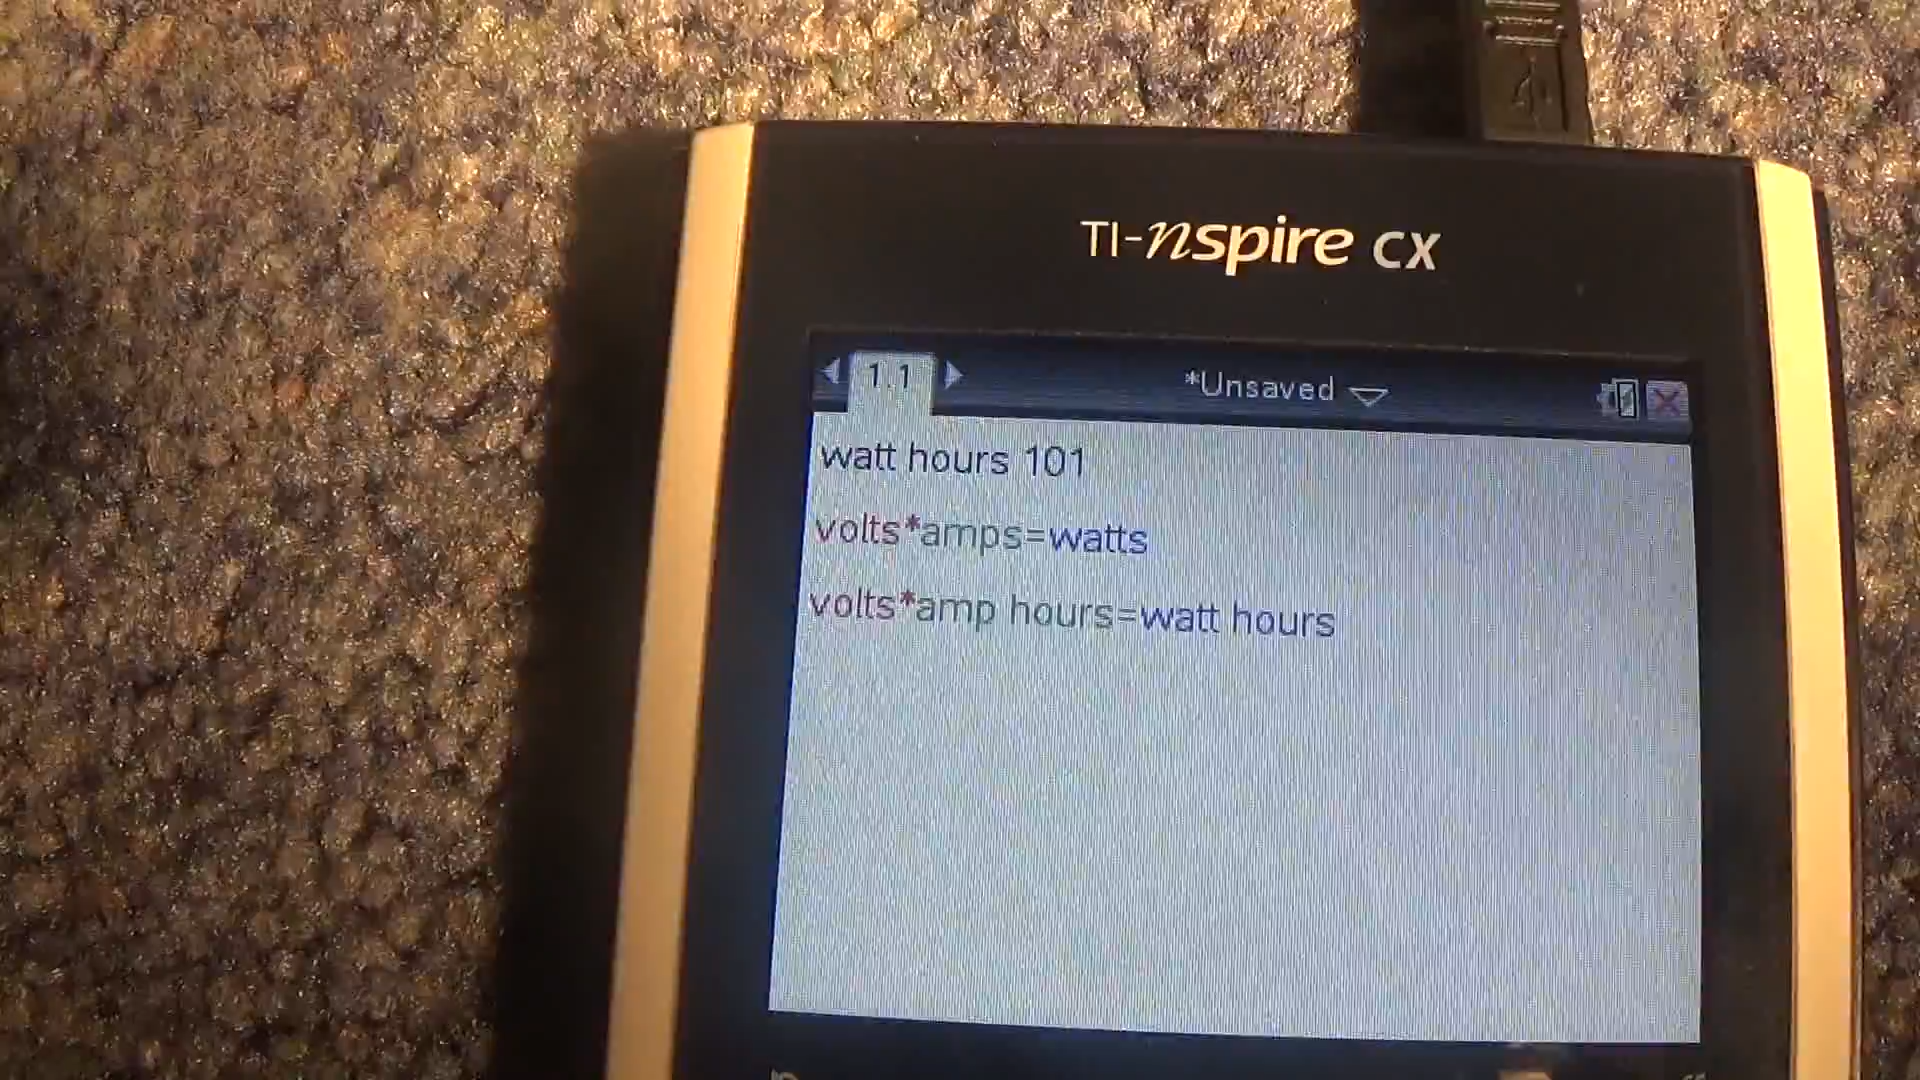 TI-nspire CX
1.1 *Unsaved
watt hours 101
volts*amps=watts
volts*amp hours=watt hours